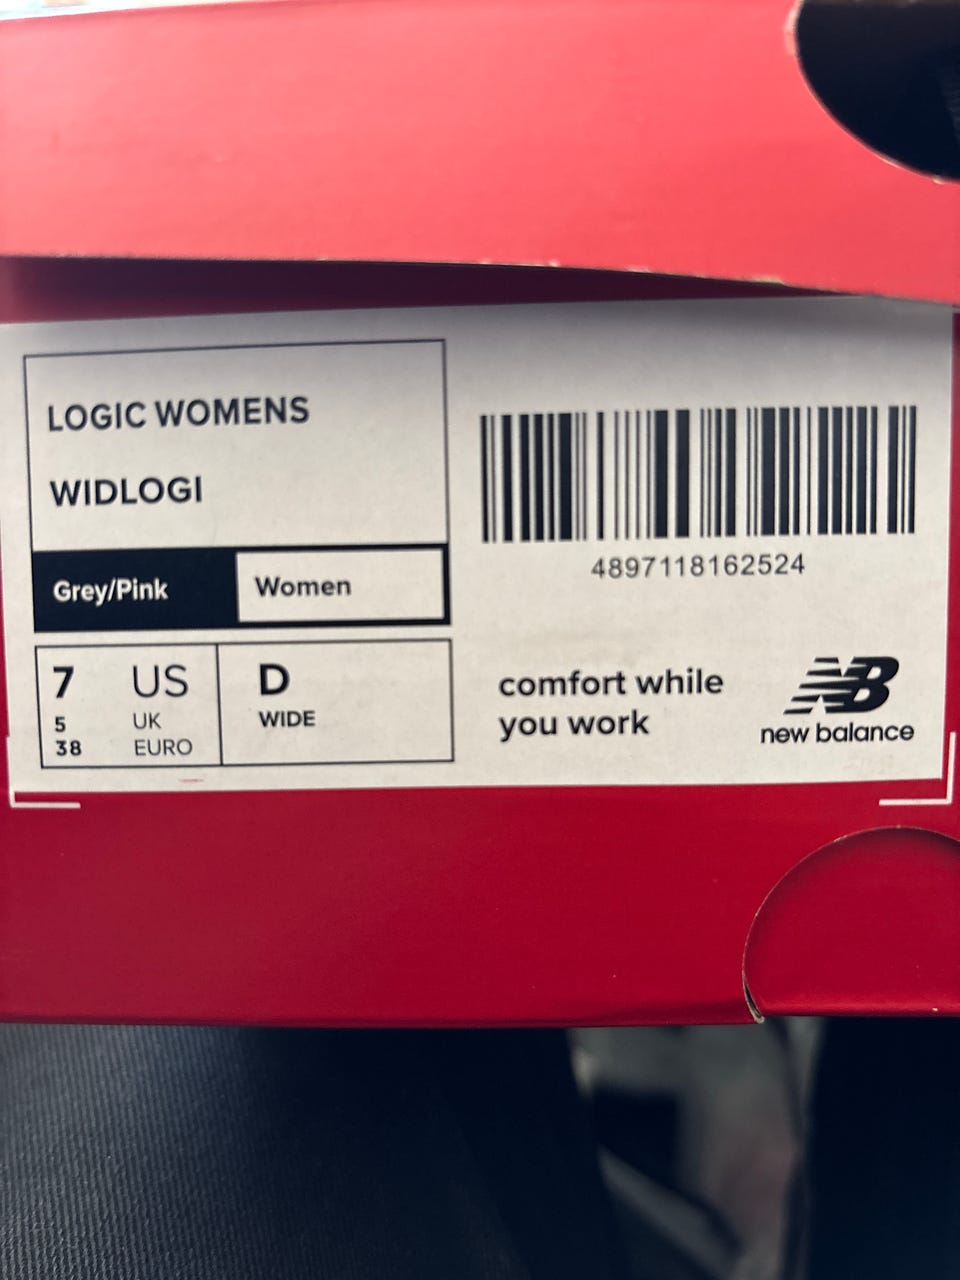 LOGIC WOMENS
WIDLOGI
Grey/Pink
Women
7 US
5 UK
38 EURO
D
WIDE
4897118162524
comfort while
you work
NB
new balance